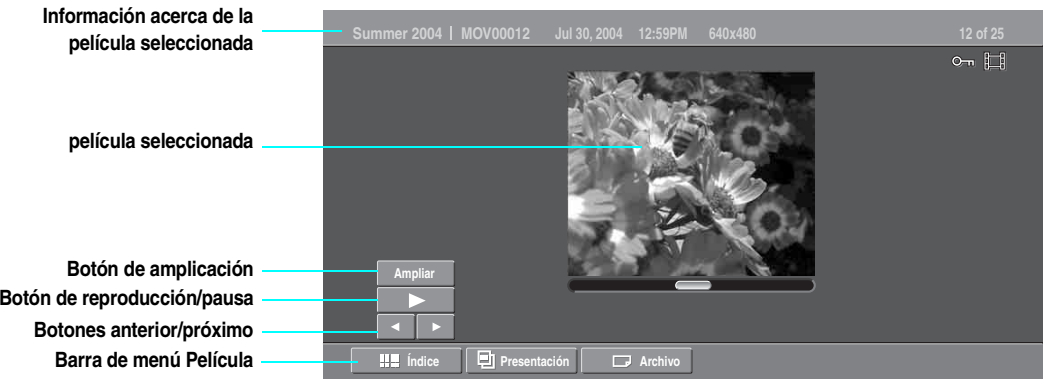 Información acerca de la
película seleccionada
Summer 2004 | MOV00012 Jul 30, 2004 12:59PM 640x480 12 of 25
película seleccionada
Botón de amplicación
Ampliar
Botón de reproducción/pausa
Botones anterior/próximo
Barra de menú Película
Índice Presentación Archivo